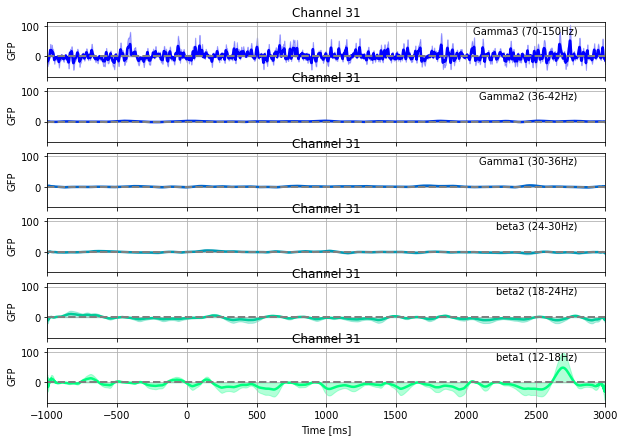 Channel 31
100
Gamma3 (70-150Hz)
GFP
0
Channel 31
100
Gamma2 (36-42Hz)
GFP
0
Channel 31
100
Gamma1 (30-36Hz)
GFP
0
Channel 31
100
beta3 (24-30Hz)
GFP
0
Channel 31
100
beta2 (18-24Hz)
GFP
0
Channel 31
100
beta1 (12-18Hz)
GFP
0
−1000 −500 0 500 1000 1500 2000 2500 3000
Time [ms]